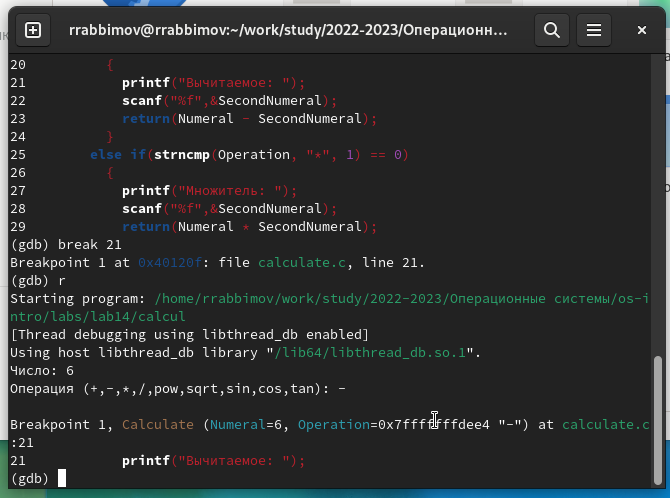 rrabbimov@rrabbimov:~/work/study/2022-2023/Операционн...
20            {
21              printf("Вычитаемое: ");
22              scanf("%f",&SecondNumeral);
23              return(Numeral - SecondNumeral);
24            }
25          else if(strncmp(Operation, "*", 1) == 0)
26            {
27              printf("Множитель: ");
28              scanf("%f",&SecondNumeral);
29              return(Numeral * SecondNumeral);
(gdb) break 21
Breakpoint 1 at 0x40120f: file calculate.c, line 21.
(gdb) r
Starting program: /home/rrabbimov/work/study/2022-2023/Операционные системы/os-i
ntro/labs/lab14/calcul
[Thread debugging using libthread_db enabled]
Using host libthread_db library "/lib64/libthread_db.so.1".
Число: 6
Операция (+,-,*,/,pow,sqrt,sin,cos,tan): -

Breakpoint 1, Calculate (Numeral=6, Operation=0x7fffffffdee4 "-") at calculate.c
:21
21              printf("Вычитаемое: ");
(gdb)